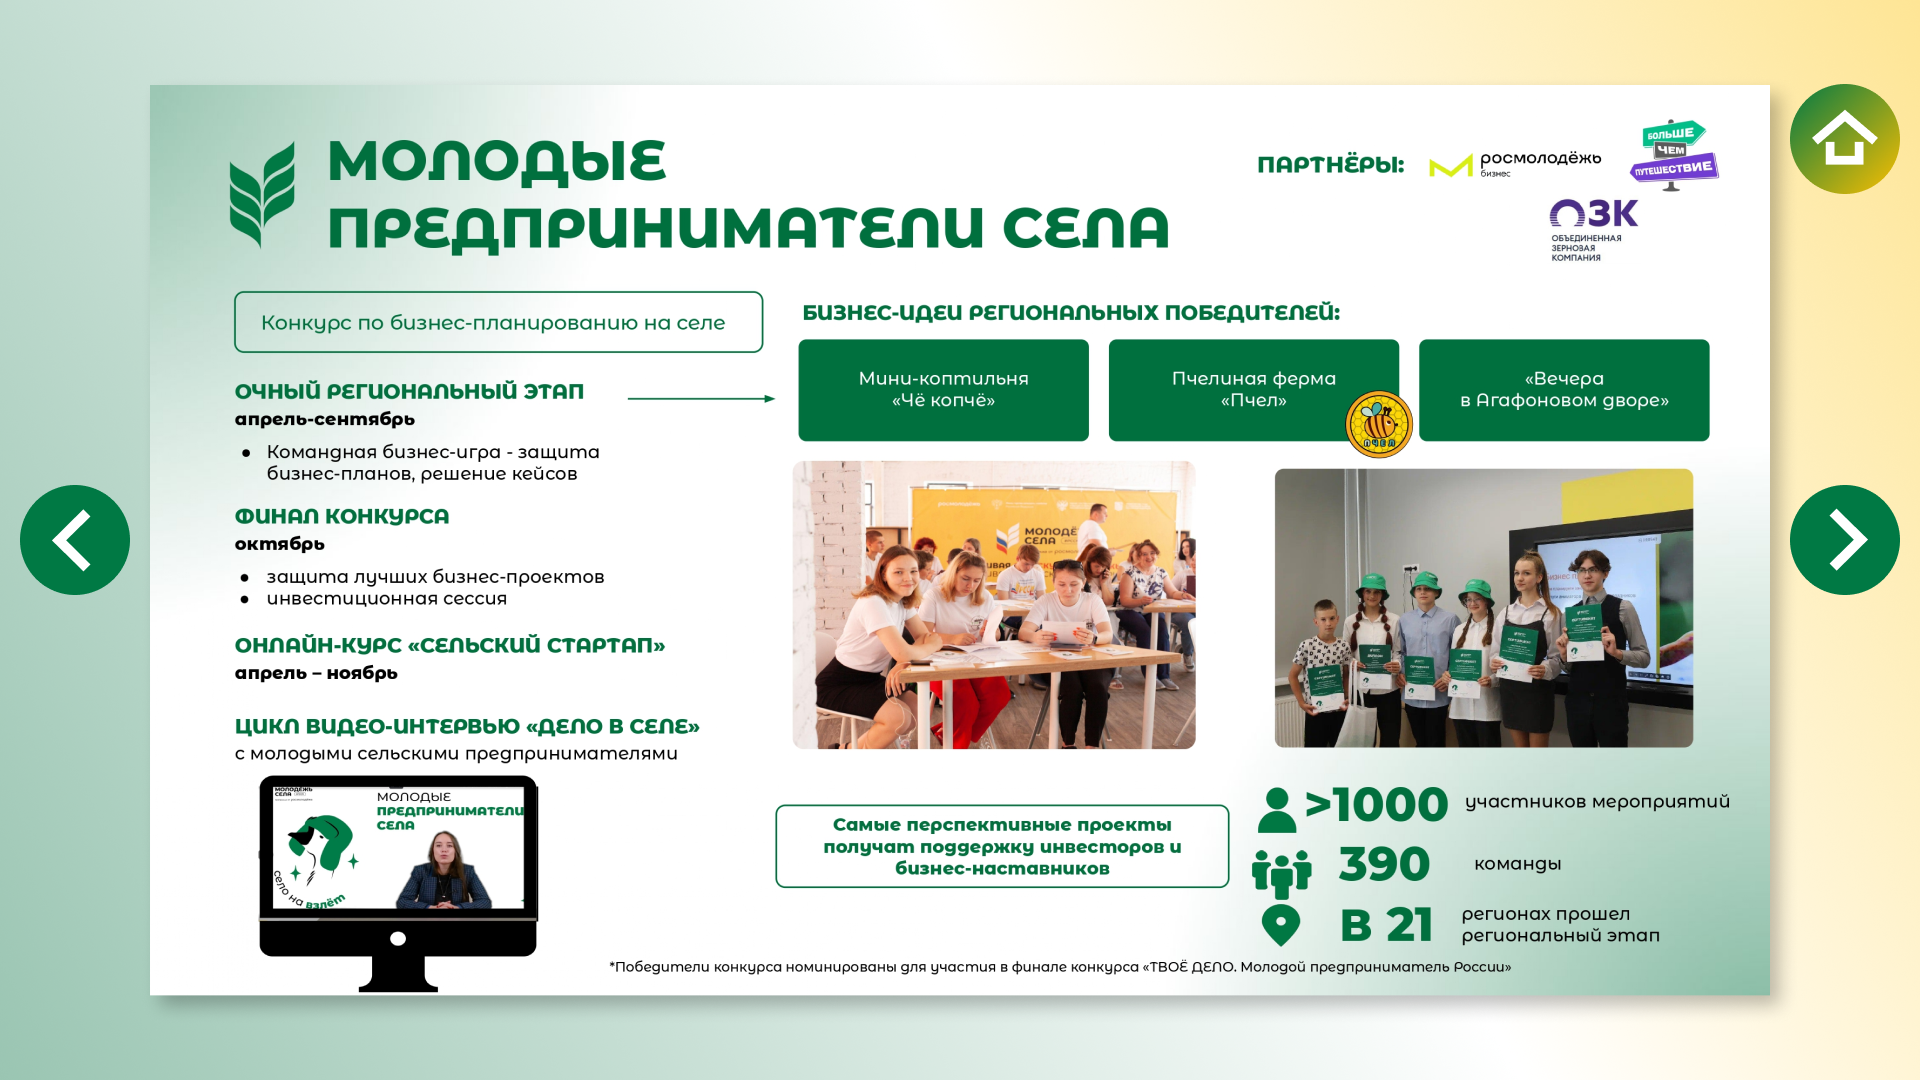 МОЛОДЫЕ
ПРЕДПРИНИМАТЕЛИ СЕЛА
ПАРТНЁРЫ:
росмолодёжь
бизнес
БОЛЬШЕ
ЧЕМ
ПУТЕШЕСТВИЕ
ОЗК
ОБЪЕДИНЕННАЯ
ЗЕРНОВАЯ
КОМПАНИЯ
Конкурс по бизнес-планированию на селе
ОЧНЫЙ РЕГИОНАЛЬНЫЙ ЭТАП
апрель-сентябрь
● Командная бизнес-игра - защита
бизнес-планов, решение кейсов
ФИНАЛ КОНКУРСА
октябрь
● защита лучших бизнес-проектов
● инвестиционная сессия
ОНЛАЙН-КУРС «СЕЛЬСКИЙ СТАРТАП»
апрель – ноябрь
ЦИКЛ ВИДЕО-ИНТЕРВЬЮ «ДЕЛО В СЕЛЕ»
с молодыми сельскими предпринимателями
МОЛОДЁЖЬ
СЕЛА
МОЛОДЫЕ
ПРЕДПРИНИМАТЕЛИ
СЕЛА
село на взлёт
БИЗНЕС-ИДЕИ РЕГИОНАЛЬНЫХ ПОБЕДИТЕЛЕЙ:
Мини-коптильня
«Чё копчё»
Пчелиная ферма
«Пчел»
ПЧЕЛ
«Вечера
в Агафоновом дворе»
МОЛОДЁ
СЕЛА
Самые перспективные проекты
получат поддержку инвесторов и
бизнес-наставников
>1000 участников мероприятий
390 команды
В 21 регионах прошел
региональный этап
*Победители конкурса номинированы для участия в финале конкурса «ТВОЁ ДЕЛО. Молодой предприниматель России»